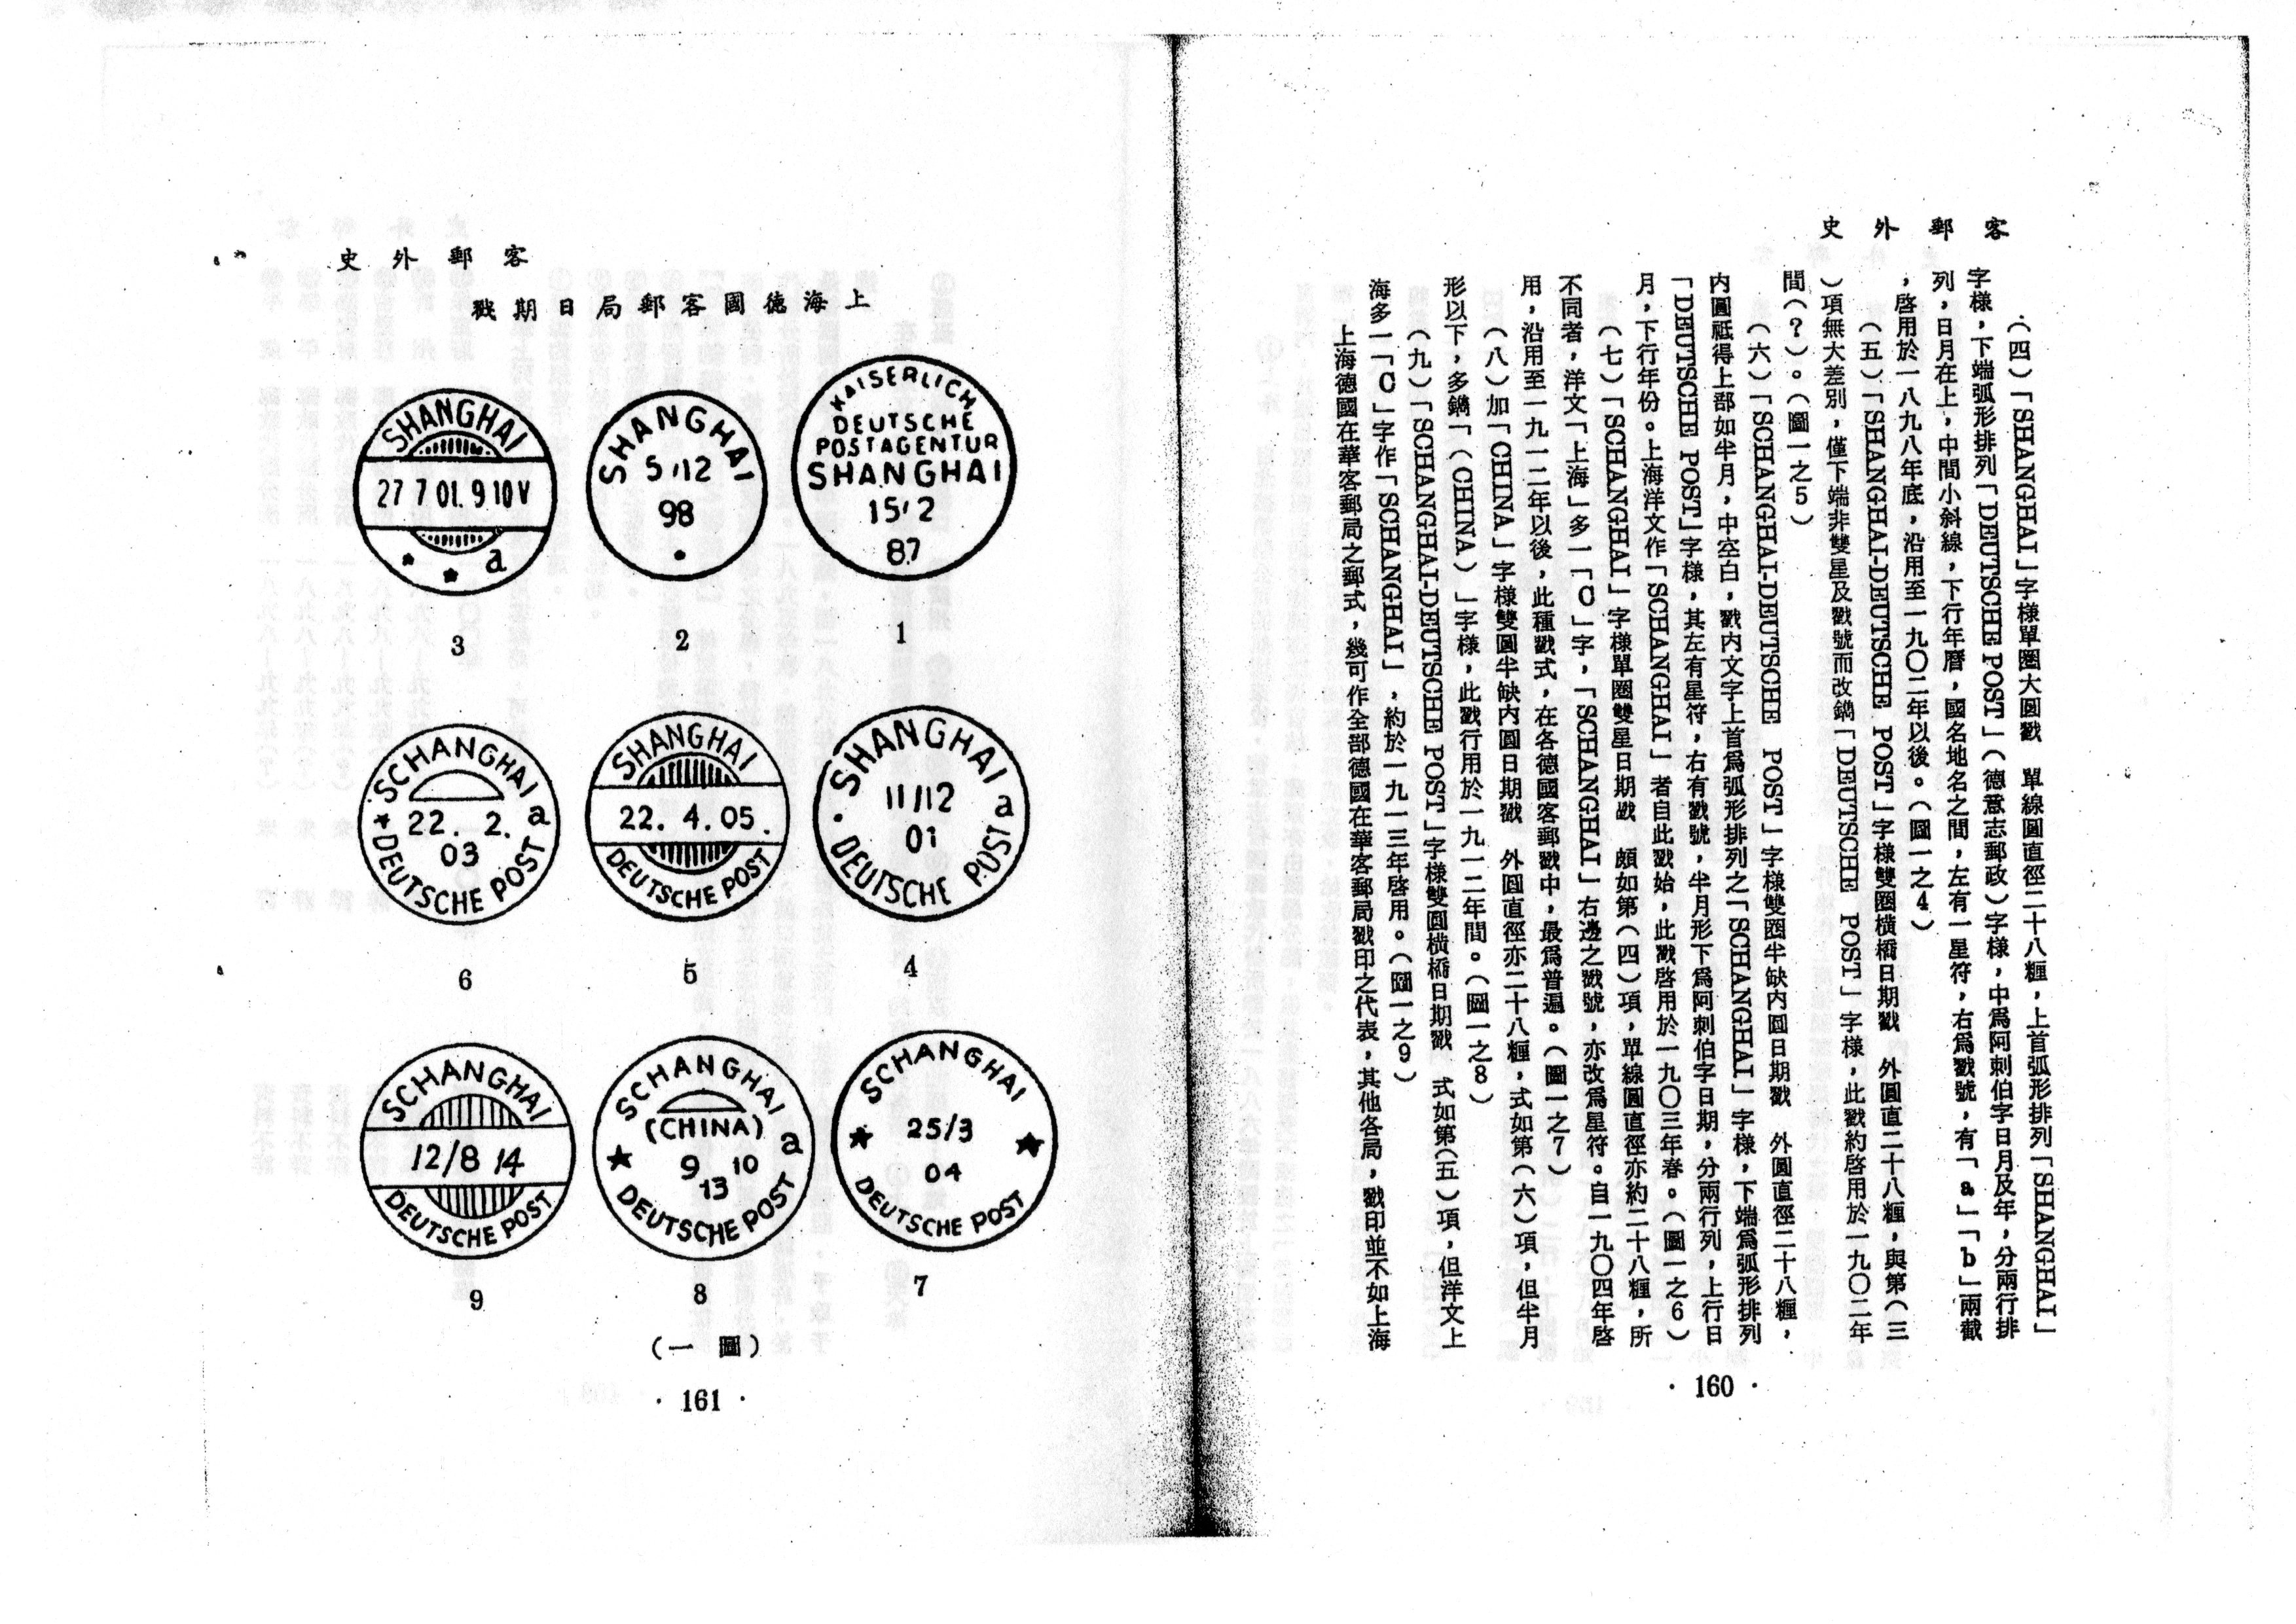 客郵外史
（四）「SHANGHAI」字樣單圈大圓戳　單線圓直徑二十八糎，上首弧形排列「SHANGHAI」
字樣，下端弧形排列「DEUTSCHE POST」（德意志郵政）字樣，中爲阿刺伯字日月及年，分兩行排
列，日月在上，中間小斜線，下行年曆，國名地名之間，左有一星符，右爲戳號，有「a」「b」兩截
，啓用於一八九八年底，沿用至一九〇二年以後。（圖一之4）
（五）「SHANGHAI-DEUTSCHE POST」字樣雙圈橫橋日期戳　外圓直二十八糎，與第（三
）項無大差別，僅下端非雙星及戳號而改鐫「DEUTSCHE POST」字樣，此戳約啓用於一九〇二年
間（？）。（圖一之5）
（六）「SCHANGHAI-DEUTSCHE POST」字樣雙圈半缺内圓日期戳　外圓直徑二十八糎，
内圓祗得上部如半月，中空白，戳内文字上首爲弧形排列之「SCHANGHAI」字樣，下端爲弧形排列
「DEUTSCHE POST」字樣，其左右有星符，右有戳號，半月形下爲阿刺伯字日期，分兩行列，上行日
月，下行年份。上海洋文作「SCHANGHAI」者自此戳始，此戳啓用於一九〇三年春。（圖一之6）
（七）「SCHANGHAI」字樣單圈雙星日期戳　頗如第（四）項，單線圓直徑亦約二十八糎，所
不同者，洋文「上海」多一「C」字，「SCHANGHAI」右邊之戳號，亦改爲星符。自一九〇四年啓
用，沿用至一九一二年以後，此種戳式，在各德國客郵戳中，最爲普遍。（圖一之7）
（八）加「CHINA」字樣雙圓半缺内圓日期戳　外圓直徑亦二十八糎，式如第（六）項，但半月
形以下，多鐫「（CHINA）」字樣，此戳行用於一九一二年間。（圖一之8）
（九）「SCHANGHAI-DEUTSCHE POST」字樣雙圓橫橋日期戳　式如第（五）項，但洋文上
海多一「C」字作「SCHANGHAI」，約於一九一三年啓用。（圖一之9）
上海德國在華客郵局之郵式，幾可作全部德國在華客郵局戳印之代表，其他各局，戳印並不如上海
· 160 ·
客郵外史
上海德國客郵局日期戳
KAISERLICH
DEUTSCHE
POSTAGENTUR
SHANGHAI
15/2
87
1
SHANGHAI
5/12
98
2
SHANGHAI
27 7 01. 9 10 V
* * a
3
SHANGHAI a
11/12
01
DEUTSCHE POST
4
SHANGHAI
22. 4. 05.
DEUTSCHE POST
5
SCHANGHAI
* 22. 2. a
03
DEUTSCHE POST
6
SCHANGHAI
★ 25/3 ★
04
DEUTSCHE POST
7
SCHANGHAI
(CHINA) a
★ 9 10
13
DEUTSCHE POST
8
SCHANGHAI
12/8 14
DEUTSCHE POST
9
（圖一）
· 161 ·